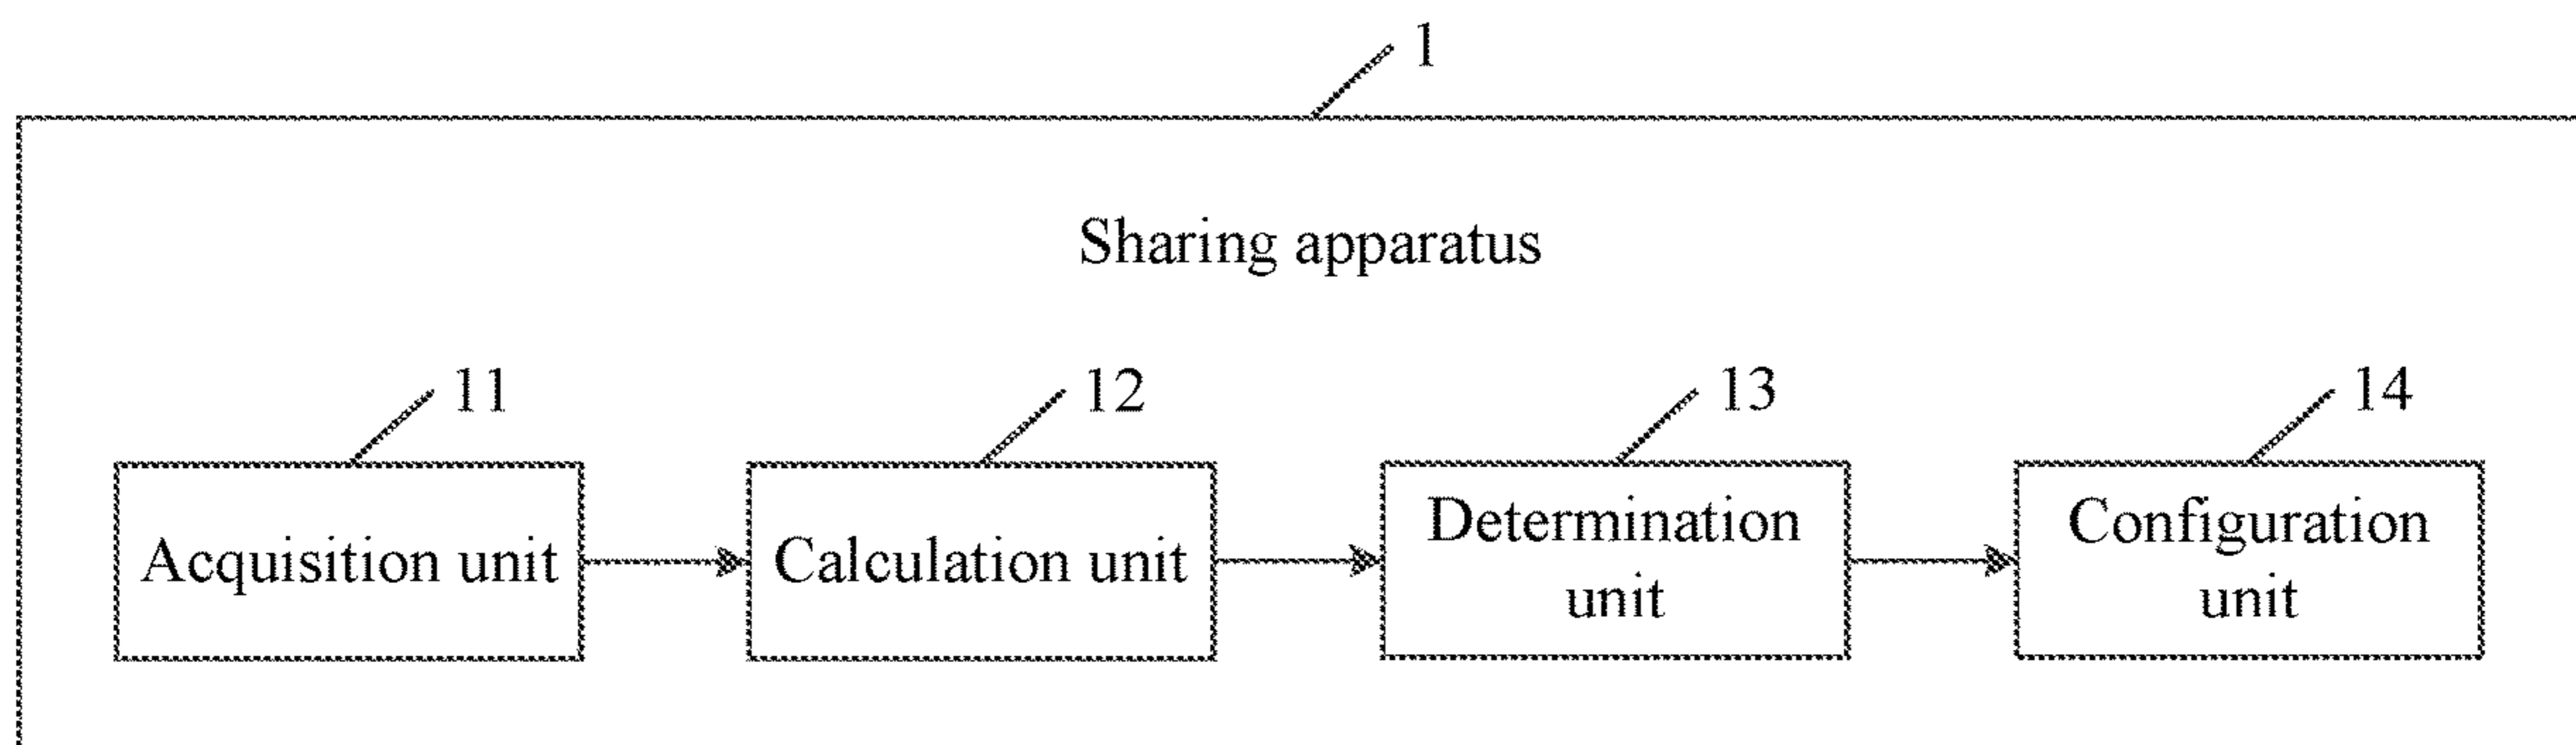 1
Sharing apparatus
11
12
13
14
Acquisition unit
Calculation unit
Determination
unit
Configuration
unit